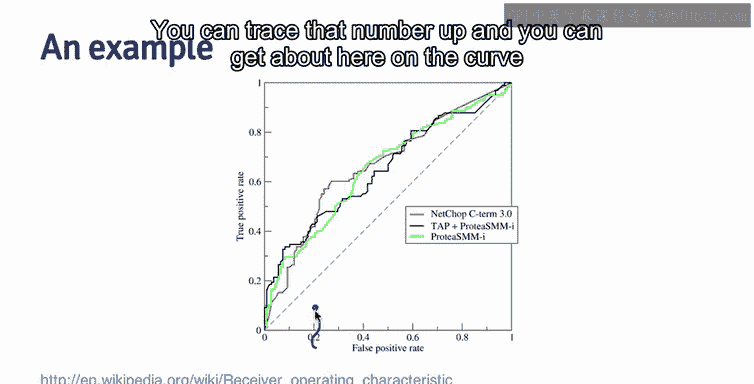 You can trace that number up and you can
get about here on the curve
An example
1
0.8
0.6
0.4
0.2
0
True positive rate
NetChop C-term 3.0
TAP + ProteaSMM-i
ProteaSMM-i
0 0.2 0.4 0.6 0.8 1
False positive rate
http://en.wikipedia.org/wiki/Receiver_operating_characteristic